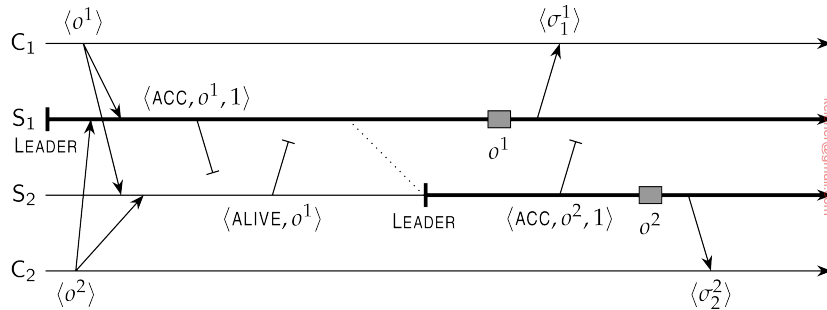 ⟨o¹⟩ ⟨σ₁¹⟩
C₁
⟨ACC, o¹, 1⟩
S₁
LEADER o¹
S₂
⟨ALIVE, o¹⟩ LEADER ⟨ACC, o², 1⟩ o²
C₂
⟨o²⟩ ⟨σ₂²⟩